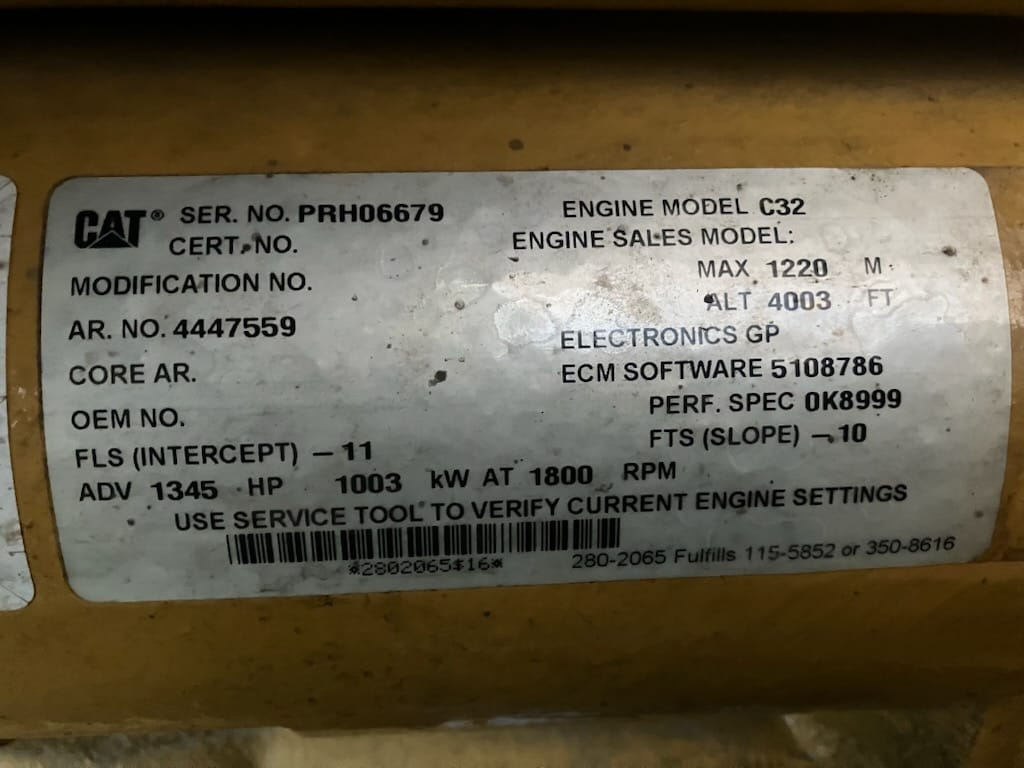 CAT® SER. NO. PRH06679 ENGINE MODEL C32
CERT. NO. ENGINE SALES MODEL:
MODIFICATION NO. MAX 1220 M
ALT 4003 FT
AR. NO. 4447559 ELECTRONICS GP
CORE AR. ECM SOFTWARE 5108786
OEM NO. PERF. SPEC 0K8999
FLS (INTERCEPT) -11 FTS (SLOPE) -10
ADV 1345 HP 1003 kW AT 1800 RPM
USE SERVICE TOOL TO VERIFY CURRENT ENGINE SETTINGS
*2802065$16* 280-2065 Fulfills 115-5852 or 350-8616